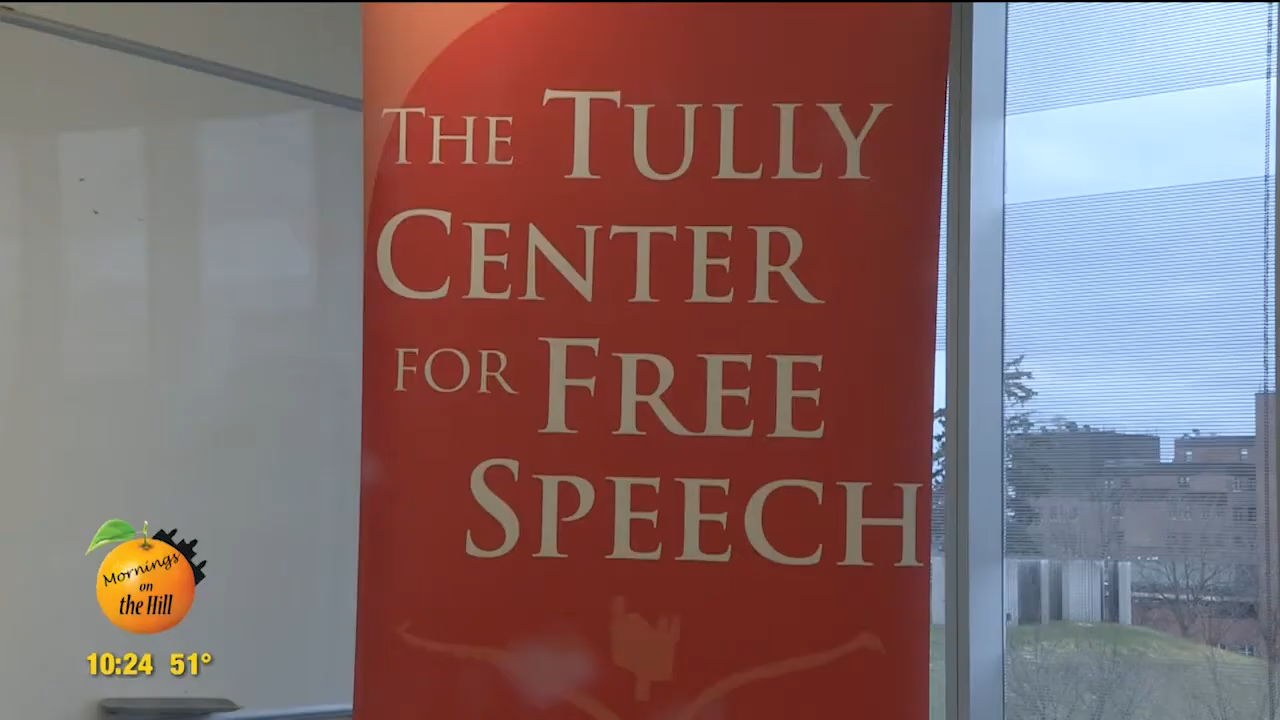 THE TULLY
CENTER
FOR FREE
SPEECH
Mornings
on
the Hill
10:24 51°